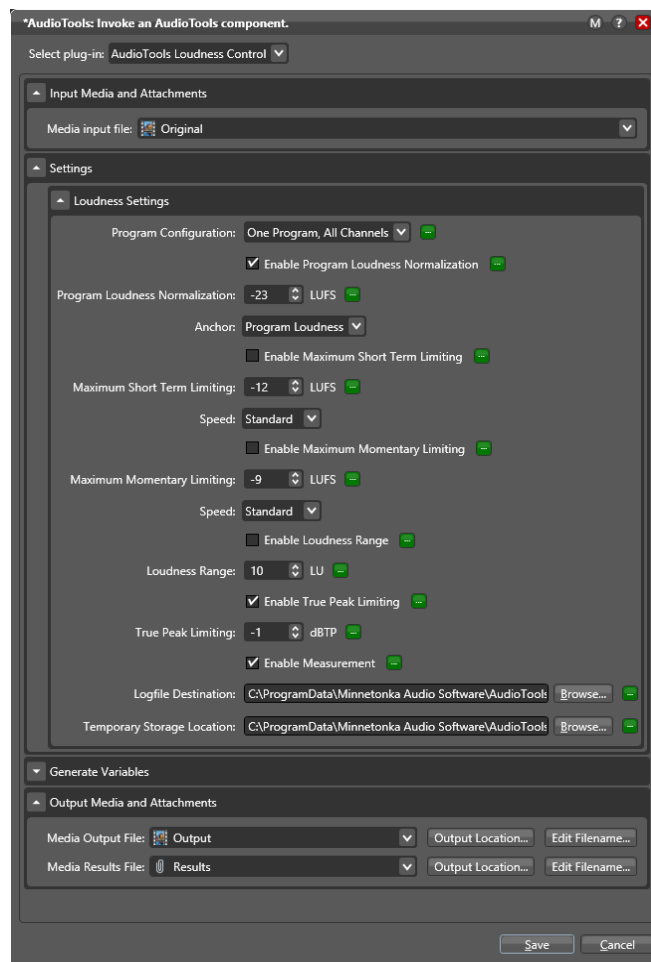 *AudioTools: Invoke an AudioTools component. M ? X
Select plug-in: AudioTools Loudness Control
Input Media and Attachments
Media input file: Original
Settings
Loudness Settings
Program Configuration: One Program, All Channels
Enable Program Loudness Normalization
Program Loudness Normalization: -23 LUFS
Anchor: Program Loudness
Enable Maximum Short Term Limiting
Maximum Short Term Limiting: -12 LUFS
Speed: Standard
Enable Maximum Momentary Limiting
Maximum Momentary Limiting: -9 LUFS
Speed: Standard
Enable Loudness Range
Loudness Range: 10 LU
Enable True Peak Limiting
True Peak Limiting: -1 dBTP
Enable Measurement
Logfile Destination: C:\ProgramData\Minnetonka Audio Software\AudioTools Browse...
Temporary Storage Location: C:\ProgramData\Minnetonka Audio Software\AudioTools Browse...
Generate Variables
Output Media and Attachments
Media Output File: Output Output Location... Edit Filename...
Media Results File: Results Output Location... Edit Filename...
Save Cancel